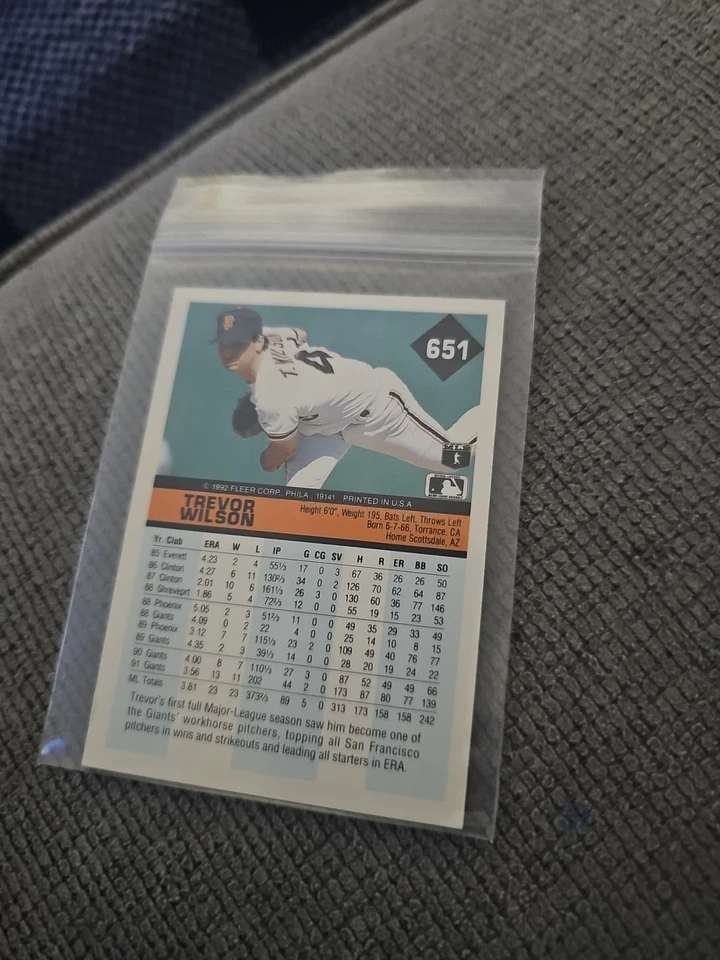 SF
T. WILSON
4
651
© 1992 FLEER CORP., PHILA., 19141 PRINTED IN U.S.A.
TREVOR
WILSON
Height 6'0", Weight 195, Bats Left, Throws Left
Born 6-7-66, Torrance, CA
Home Scottsdale, AZ
Yr. Club ERA W L IP G CG SV H R ER BB SO
85 Everett 4.23 2 4 55⅓ 17 0 3 67 36 26 26 50
86 Clinton 4.27 6 11 130⅔ 34 0 2 126 70 62 64 87
87 Clinton 2.01 10 6 161⅓ 26 3 0 130 60 36 77 146
88 Shreveprt 1.86 5 4 72⅔ 12 0 0 55 19 15 23 53
88 Phoenix 5.05 2 3 51⅔ 11 0 0 49 35 29 33 49
88 Giants 4.09 0 2 22 4 0 0 25 14 10 8 15
89 Phoenix 3.12 7 7 115⅓ 23 2 0 109 49 40 76 77
89 Giants 4.35 2 3 39⅓ 14 0 0 28 20 19 24 22
90 Giants 4.00 8 7 110⅓ 27 3 0 87 52 49 49 66
91 Giants 3.56 13 11 202 44 2 0 173 87 80 77 139
ML Totals 3.81 23 23 373⅔ 89 5 0 313 173 158 158 242
Trevor's first full Major-League season saw him become one of
the Giants' workhorse pitchers, topping all San Francisco
pitchers in wins and strikeouts and leading all starters in ERA.